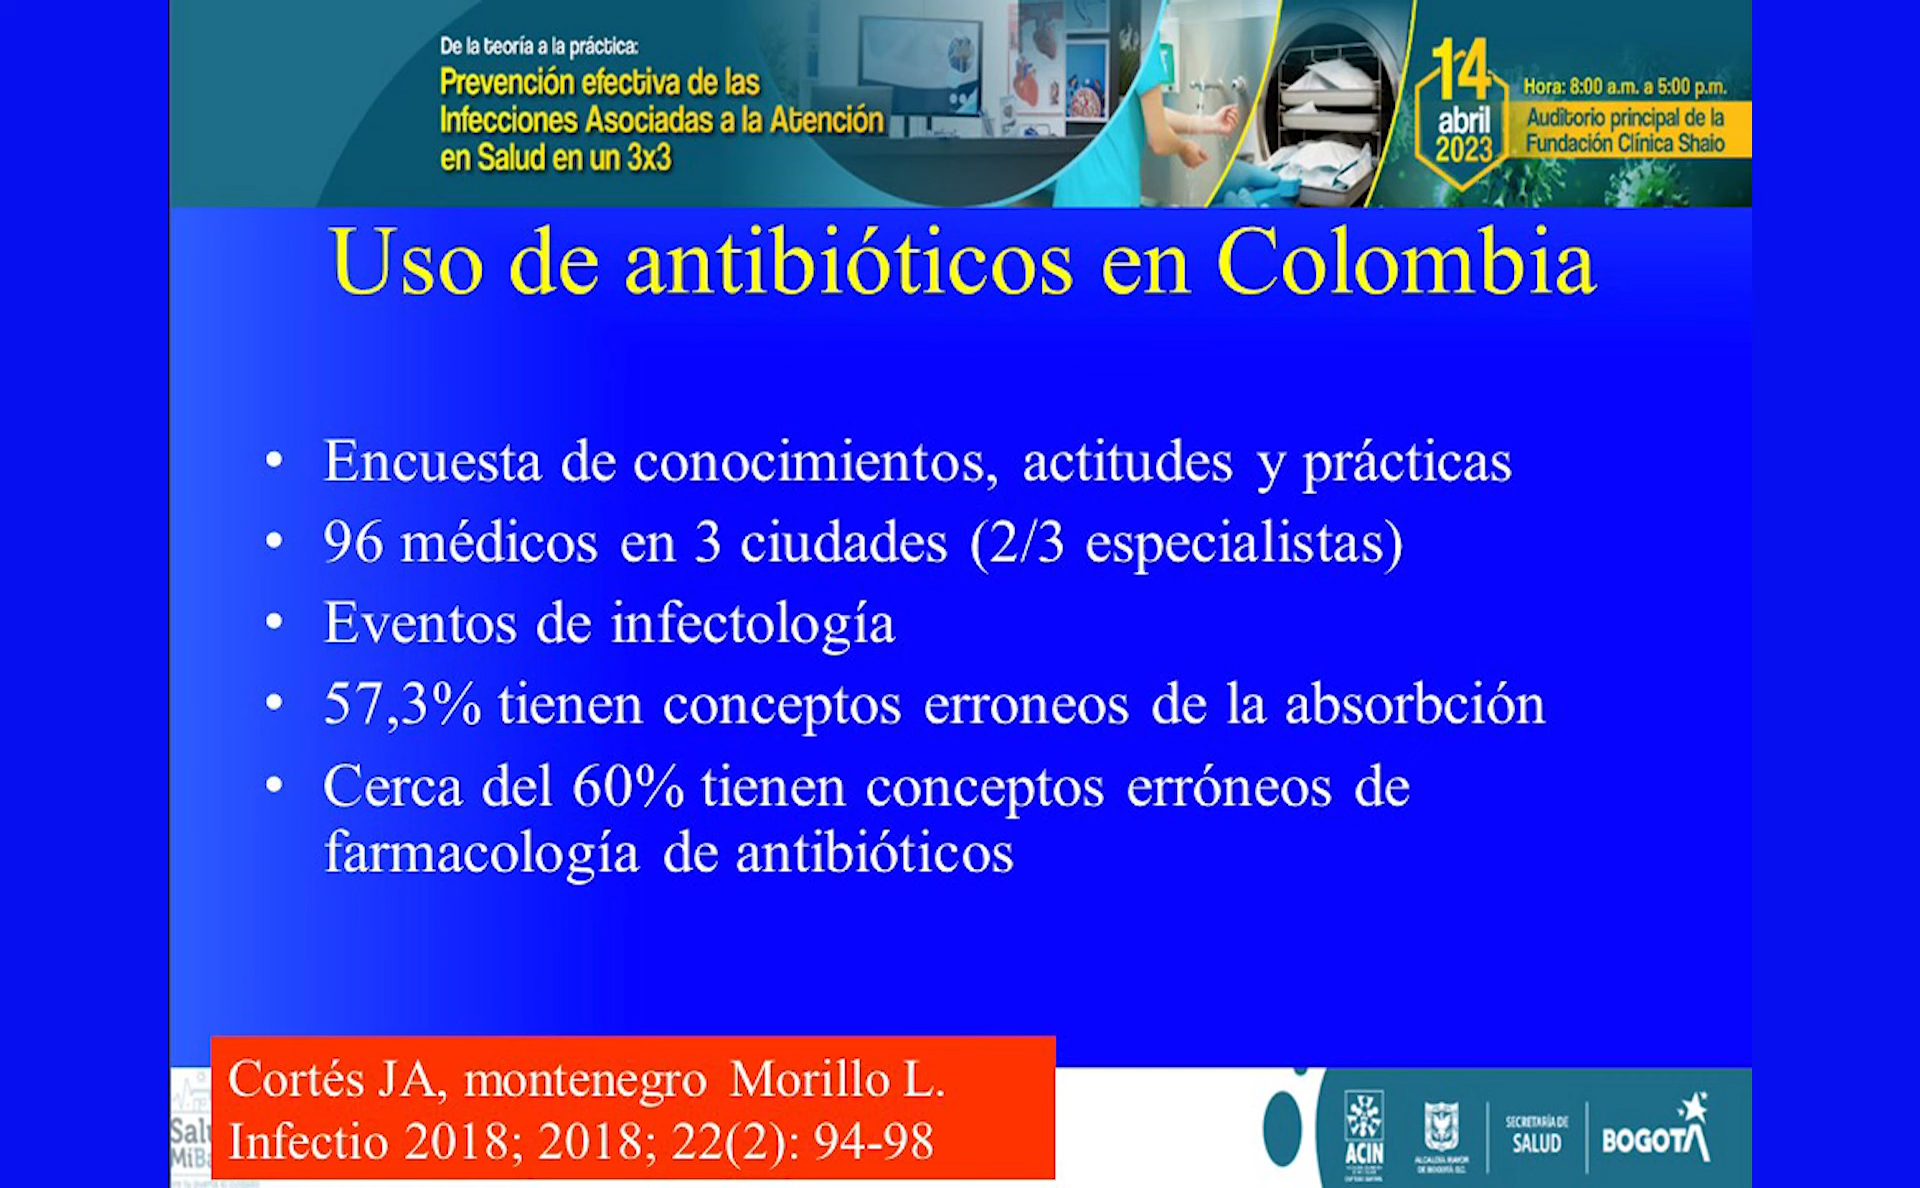 De la teoría a la práctica:
Prevención efectiva de las
Infecciones Asociadas a la Atención
en Salud en un 3x3
14
abril
2023
Hora: 8:00 a.m. a 5:00 p.m.
Auditorio principal de la
Fundación Clínica Shaio
Uso de antibióticos en Colombia
• Encuesta de conocimientos, actitudes y prácticas
• 96 médicos en 3 ciudades (2/3 especialistas)
• Eventos de infectología
• 57,3% tienen conceptos erroneos de la absorbción
• Cerca del 60% tienen conceptos erróneos de
farmacología de antibióticos
Cortés JA, montenegro Morillo L.
Infectio 2018; 2018; 22(2): 94-98
ACIN
ALCALDÍA MAYOR
DE BOGOTÁ D.C.
SECRETARÍA DE
SALUD
BOGOTÁ